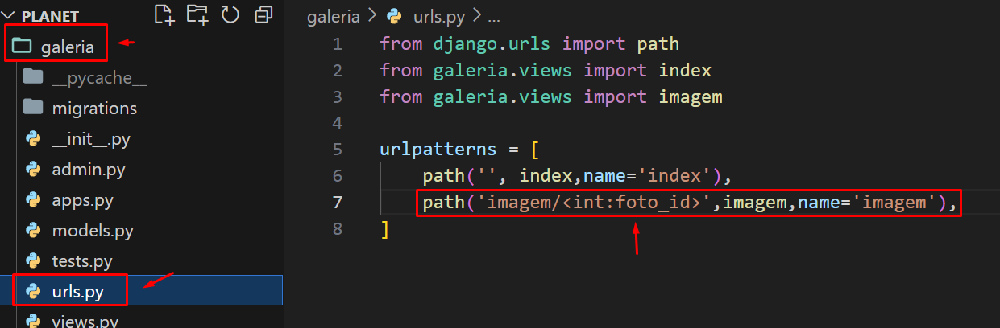 PLANET
galeria
__pycache__
migrations
__init__.py
admin.py
apps.py
models.py
tests.py
urls.py
views.py
galeria > urls.py > ...
1 from django.urls import path
2 from galeria.views import index
3 from galeria.views import imagem
4
5 urlpatterns = [
6     path('', index,name='index'),
7     path('imagem/<int:foto_id>',imagem,name='imagem'),
8 ]